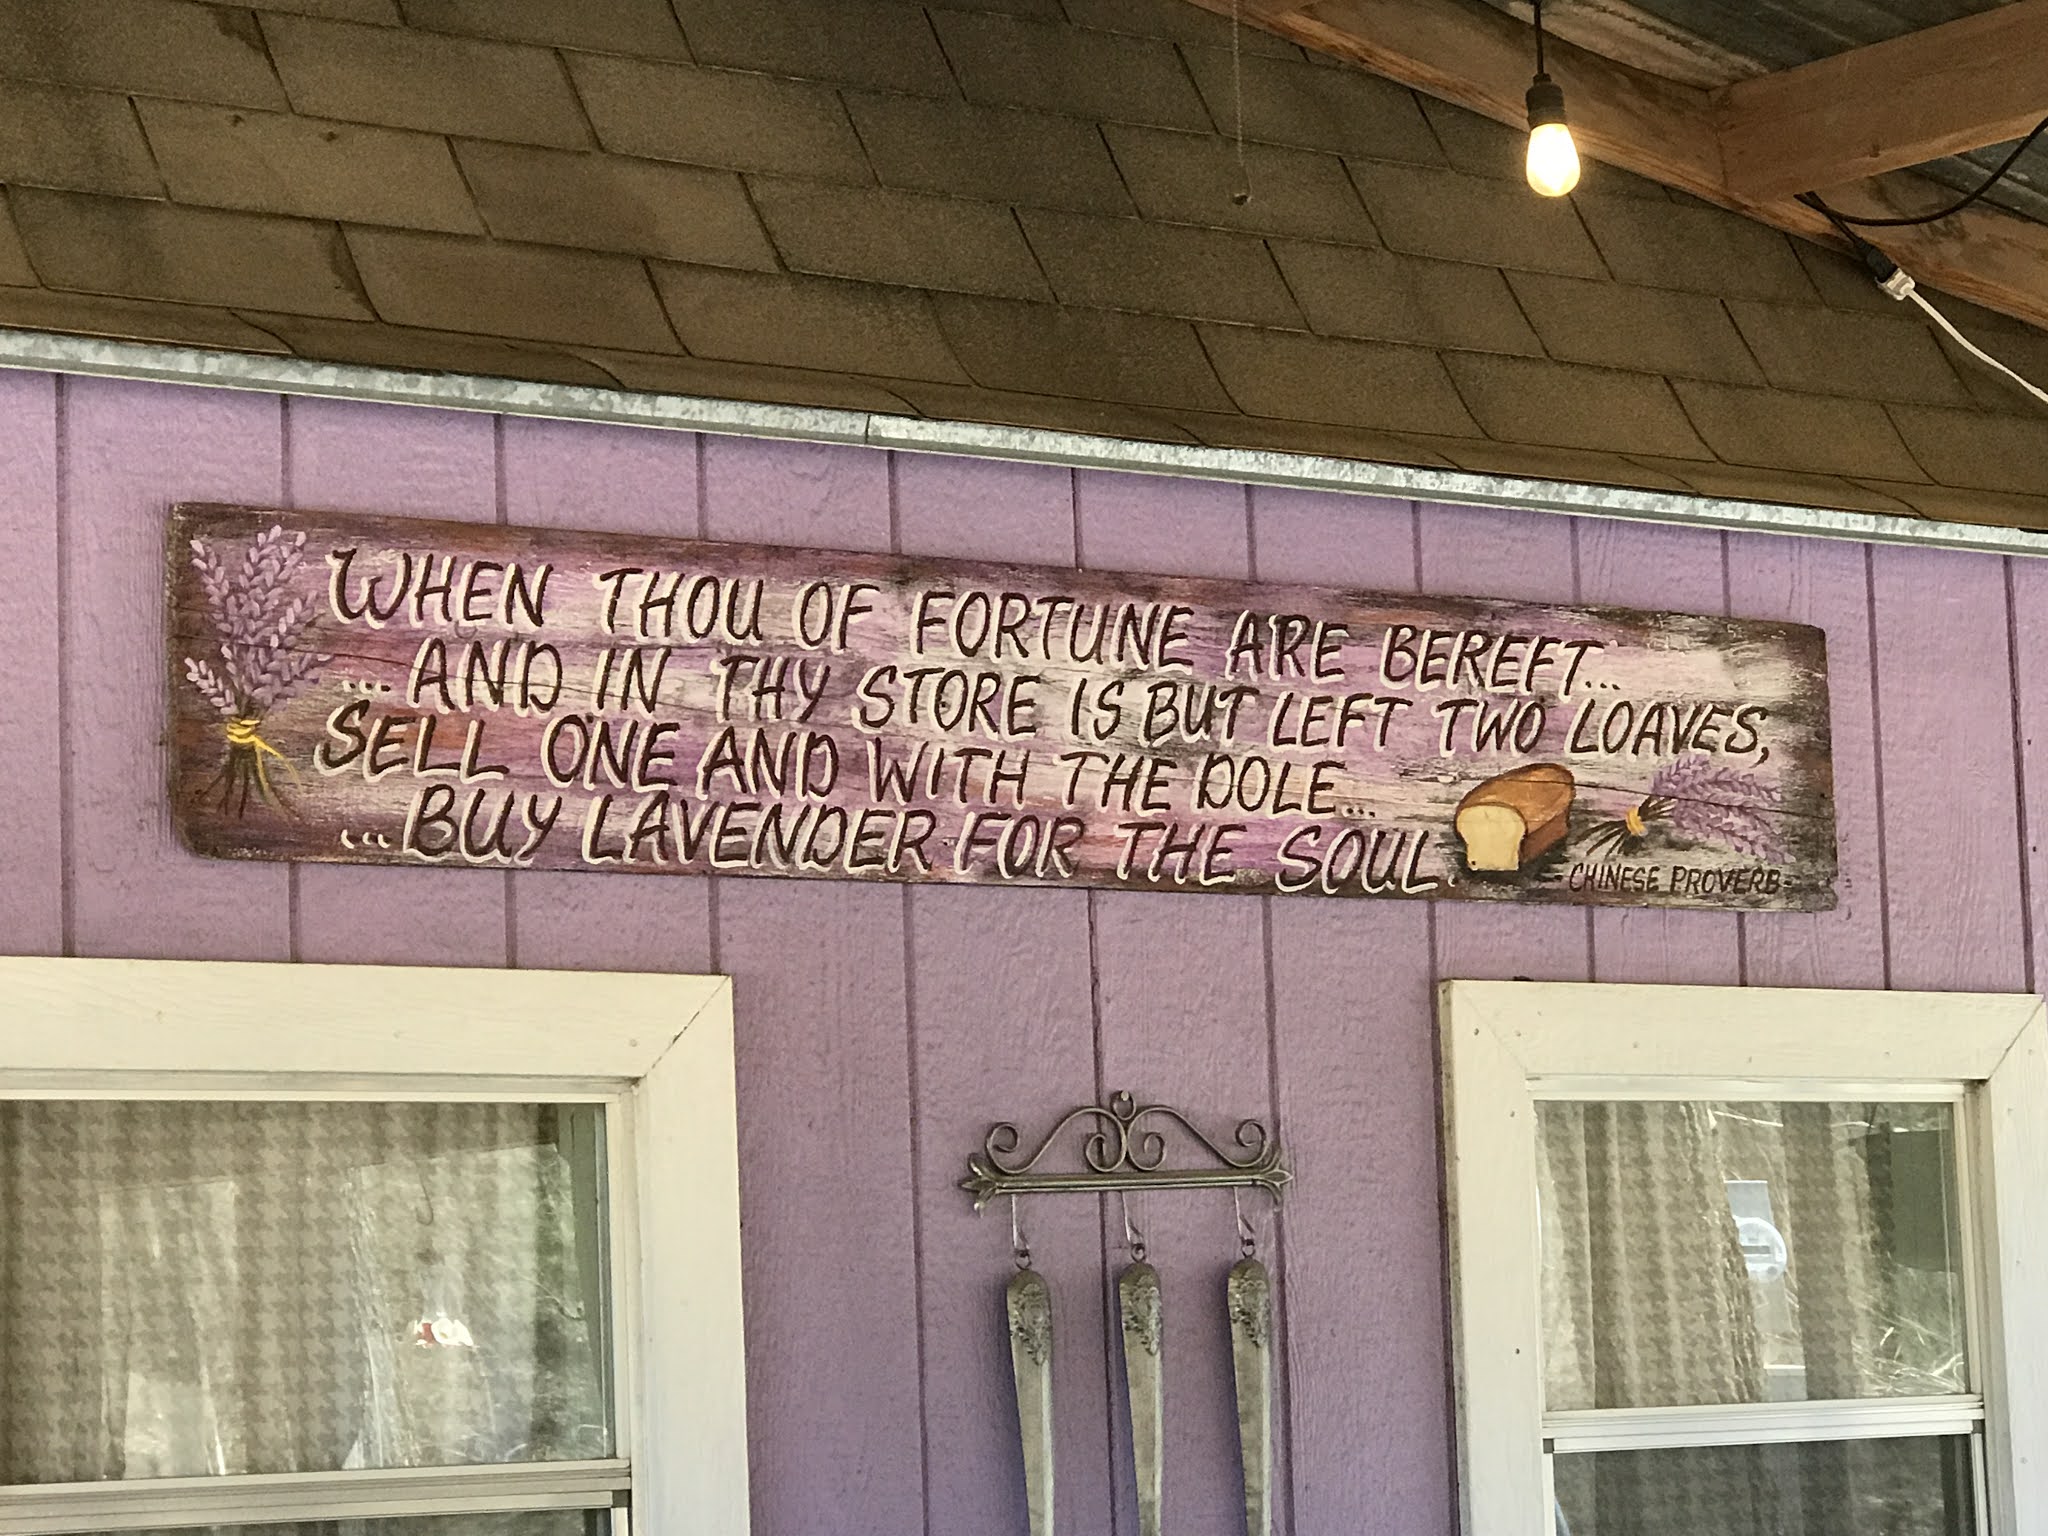 WHEN THOU OF FORTUNE ARE BEREFT...
...AND IN THY STORE IS BUT LEFT TWO LOAVES,
SELL ONE AND WITH THE DOLE...
...BUY LAVENDER FOR THE SOUL.
-CHINESE PROVERB-